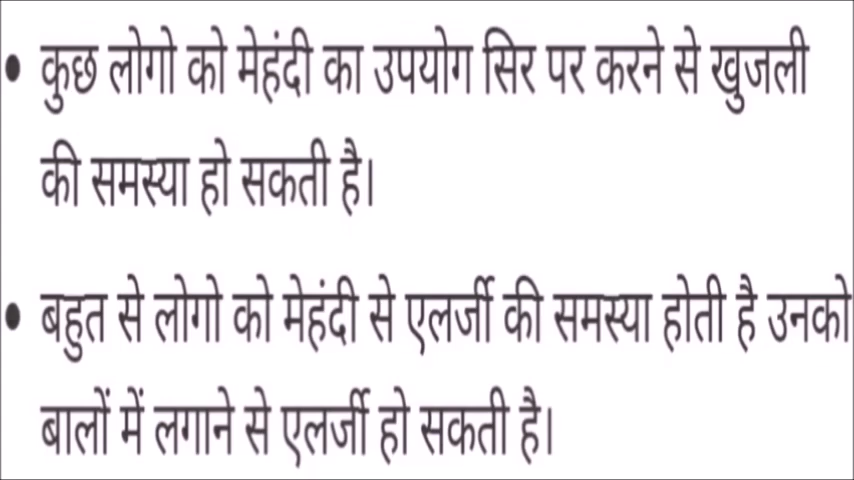 • कुछ लोगो को मेहंदी का उपयोग सिर पर करने से खुजली
की समस्या हो सकती है।
• बहुत से लोगो को मेहंदी से एलर्जी की समस्या होती है उनको
बालों में लगाने से एलर्जी हो सकती है।